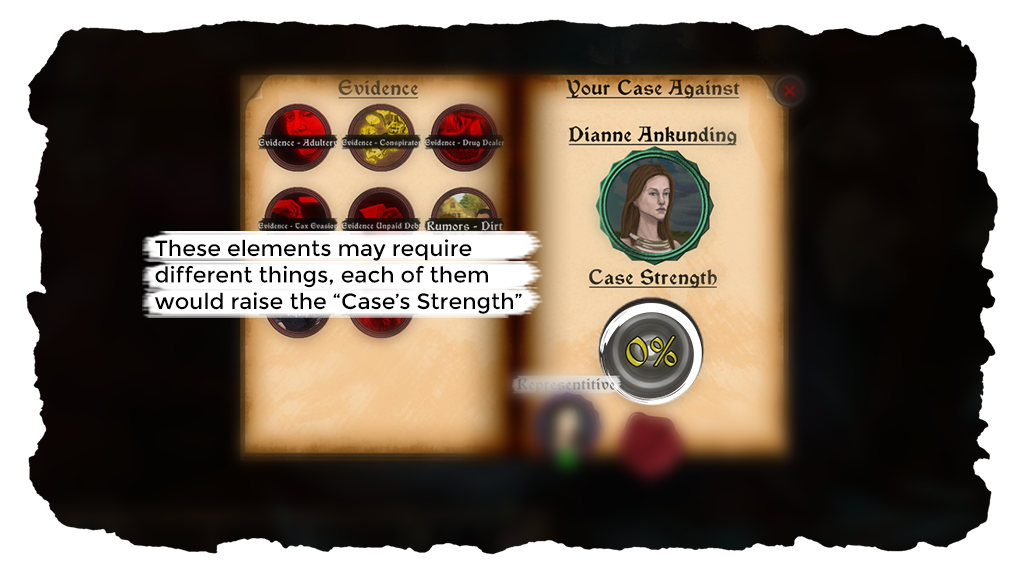 Evidence
Your Case Against
Evidence - Adultery
Evidence - Conspirator
Evidence - Drug Dealer
Dianne Ankunding
Evidence - Tax Evasion
Evidence Unpaid Deb
Rumors - Dirt
These elements may require
different things, each of them
would raise the “Case’s Strength”
Case Strength
0%
Representitive